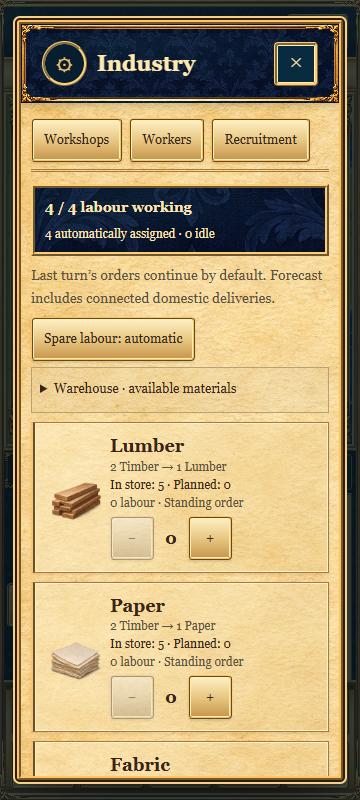 Industry
×
Workshops
Workers
Recruitment
4 / 4 labour working
4 automatically assigned · 0 idle
Last turn’s orders continue by default. Forecast
includes connected domestic deliveries.
Spare labour: automatic
▶ Warehouse · available materials
Lumber
2 Timber → 1 Lumber
In store: 5 · Planned: 0
0 labour · Standing order
− 0 +
Paper
2 Timber → 1 Paper
In store: 5 · Planned: 0
0 labour · Standing order
− 0 +
Fabric